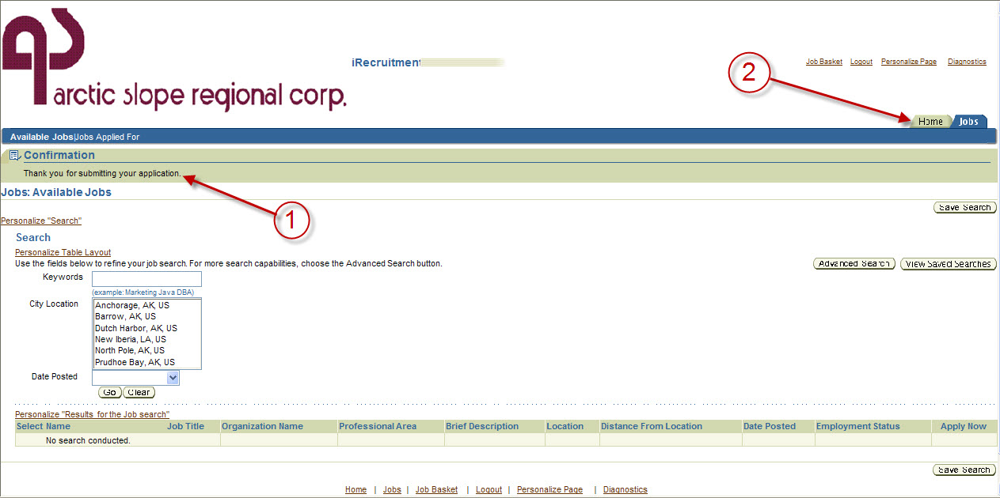 arctic slope regional corp.
iRecruitment
Job Basket Logout Personalize Page Diagnostics
2
Home Jobs
Available Jobs|Jobs Applied For
Confirmation
Thank you for submitting your application.
Jobs: Available Jobs
1
Save Search
Personalize "Search"
Search
Personalize Table Layout
Use the fields below to refine your job search. For more search capabilities, choose the Advanced Search button.
Advanced Search View Saved Searches
Keywords
(example: Marketing Java DBA)
City Location
Anchorage, AK, US
Barrow, AK, US
Dutch Harbor, AK, US
New Iberia, LA, US
North Pole, AK, US
Prudhoe Bay, AK, US
Date Posted
Go Clear
Personalize "Results for the Job search"
Select Name Job Title Organization Name Professional Area Brief Description Location Distance From Location Date Posted Employment Status Apply Now
No search conducted.
Save Search
Home | Jobs | Job Basket | Logout | Personalize Page | Diagnostics